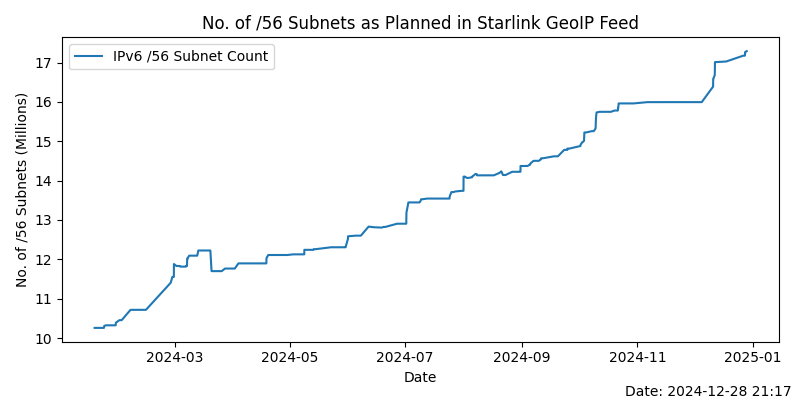 No. of /56 Subnets as Planned in Starlink GeoIP Feed
IPv6 /56 Subnet Count
No. of /56 Subnets (Millions)
17
16
15
14
13
12
11
10
2024-03
2024-05
2024-07
2024-09
2024-11
2025-01
Date
Date: 2024-12-28 21:17